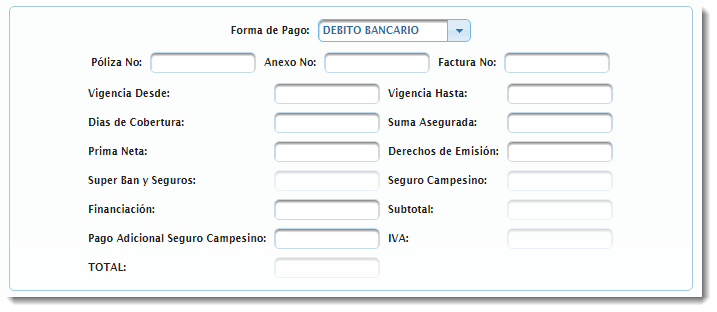 Forma de Pago: DEBITO BANCARIO
Póliza No: Anexo No: Factura No:
Vigencia Desde: Vigencia Hasta:
Dias de Cobertura: Suma Asegurada:
Prima Neta: Derechos de Emisión:
Super Ban y Seguros: Seguro Campesino:
Financiación: Subtotal:
Pago Adicional Seguro Campesino: IVA:
TOTAL: